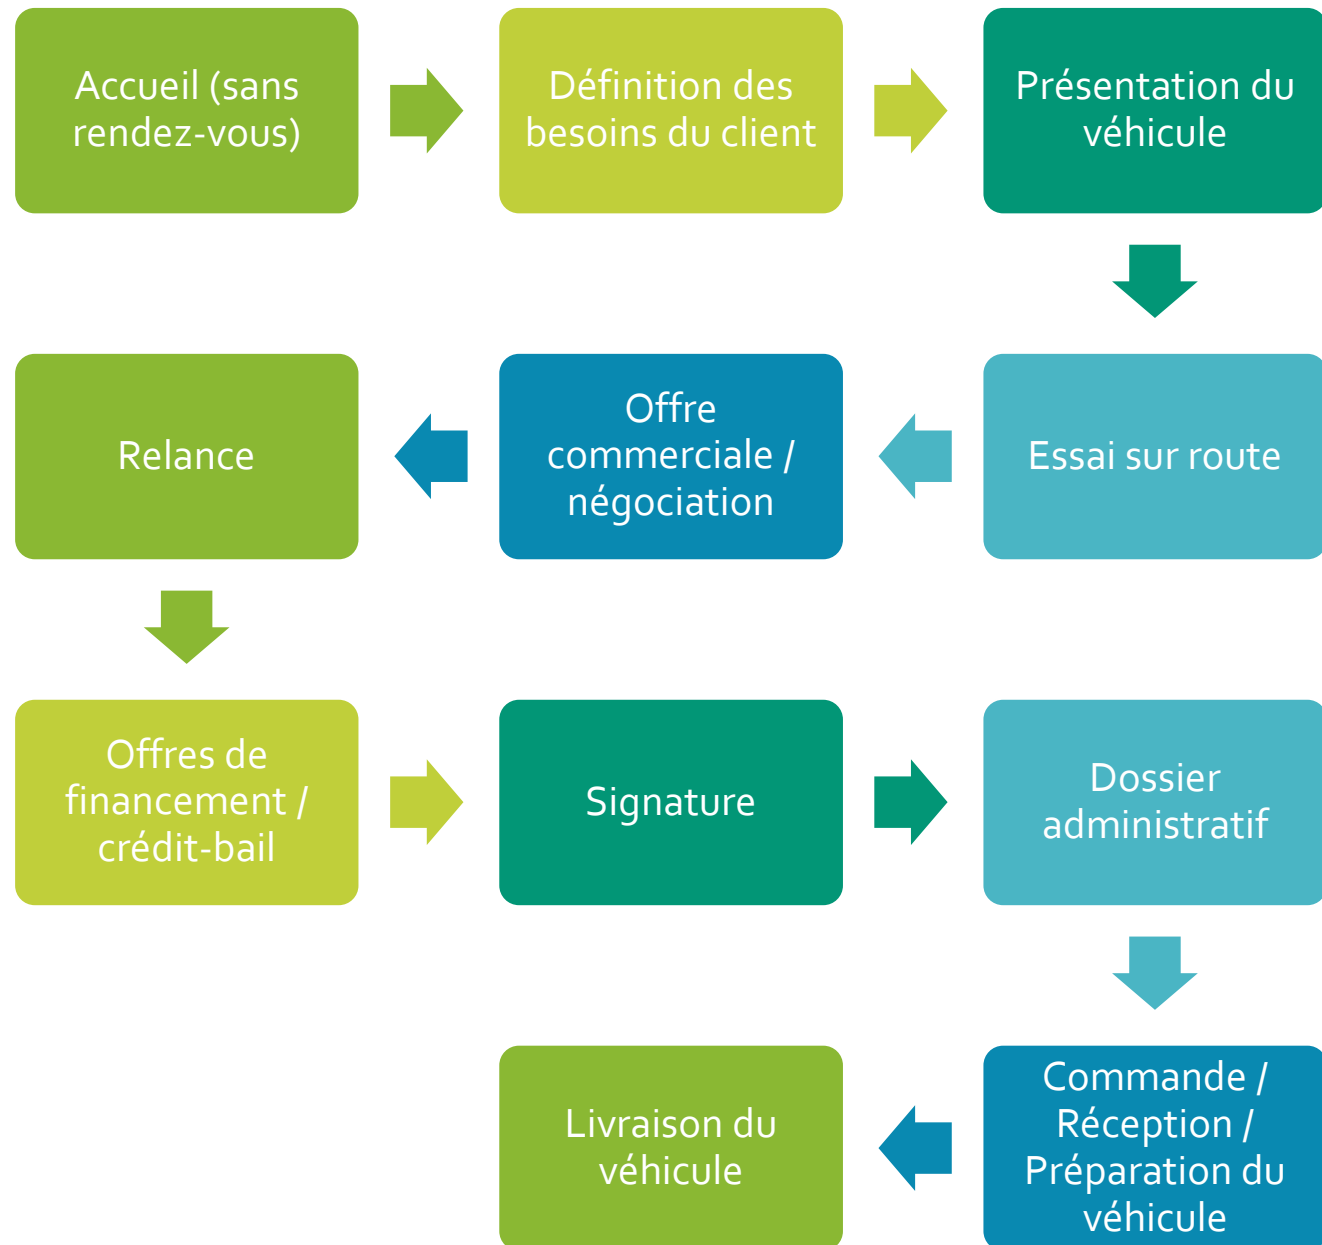 Accueil (sans
rendez-vous)
Définition des
besoins du client
Présentation du
véhicule
Essai sur route
Offre
commerciale /
négociation
Relance
Offres de
financement /
crédit-bail
Signature
Dossier
administratif
Commande /
Réception /
Préparation du
véhicule
Livraison du
véhicule